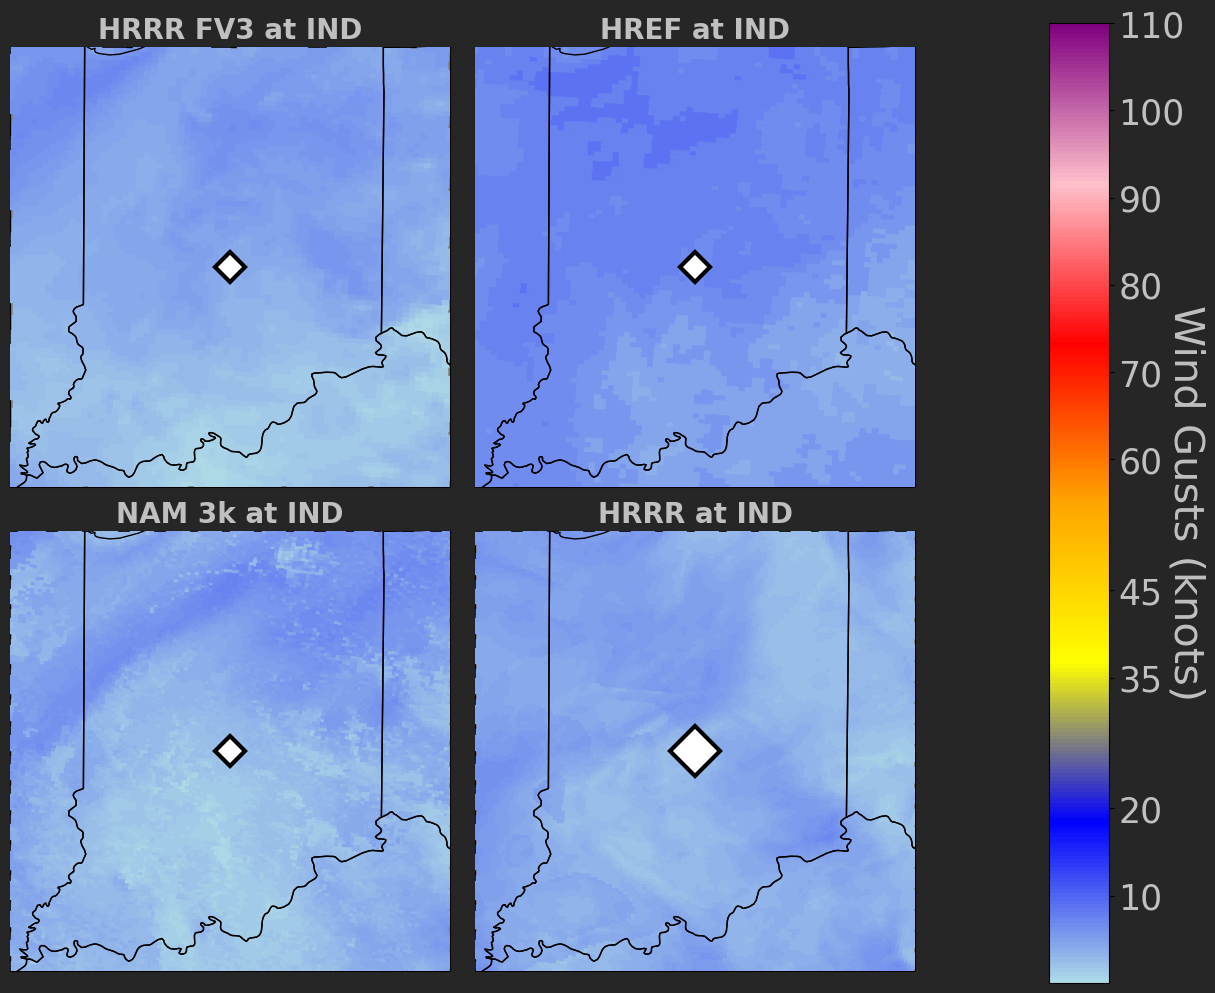 HRRR FV3 at IND
HREF at IND
NAM 3k at IND
HRRR at IND
110
100
90
80
70
60
45
35
20
10
Wind Gusts (knots)